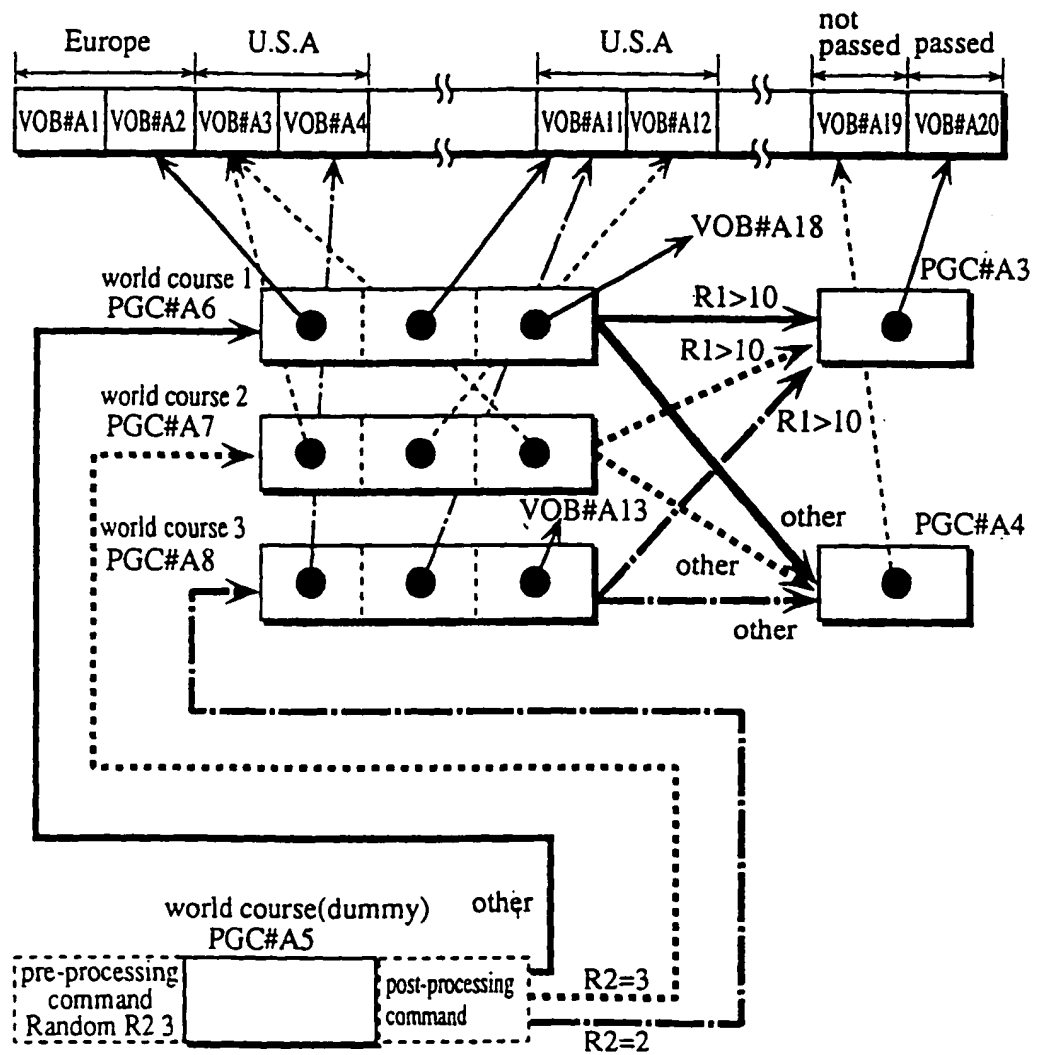 Europe
U.S.A
U.S.A
not
passed
passed
VOB#A1
VOB#A2
VOB#A3
VOB#A4
VOB#A11
VOB#A12
VOB#A19
VOB#A20
VOB#A18
world course 1
PGC#A6
R1>10
PGC#A3
R1>10
world course 2
PGC#A7
R1>10
VOB#A13
world course 3
PGC#A8
other
PGC#A4
other
other
world course(dummy)
PGC#A5
other
pre-processing
command
Random R2 3
post-processing
command
R2=3
R2=2